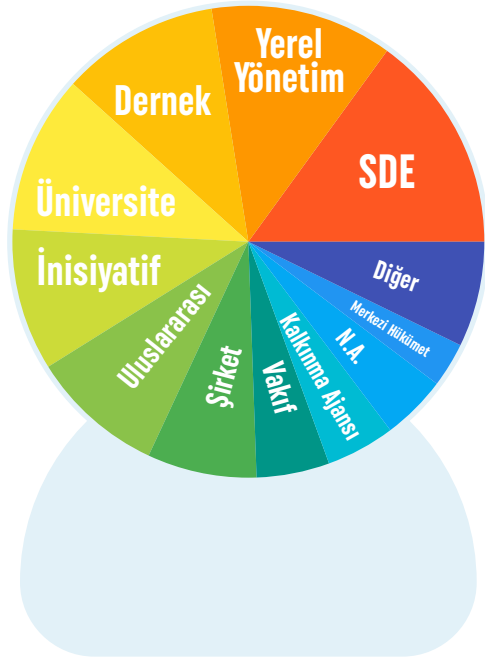 Yerel
Yönetim
Dernek
SDE
Üniversite
İnisiyatif
Diğer
Merkezi Hükümet
N.A.
Uluslararası
Kalkınma Ajansı
Şirket
Vakıf